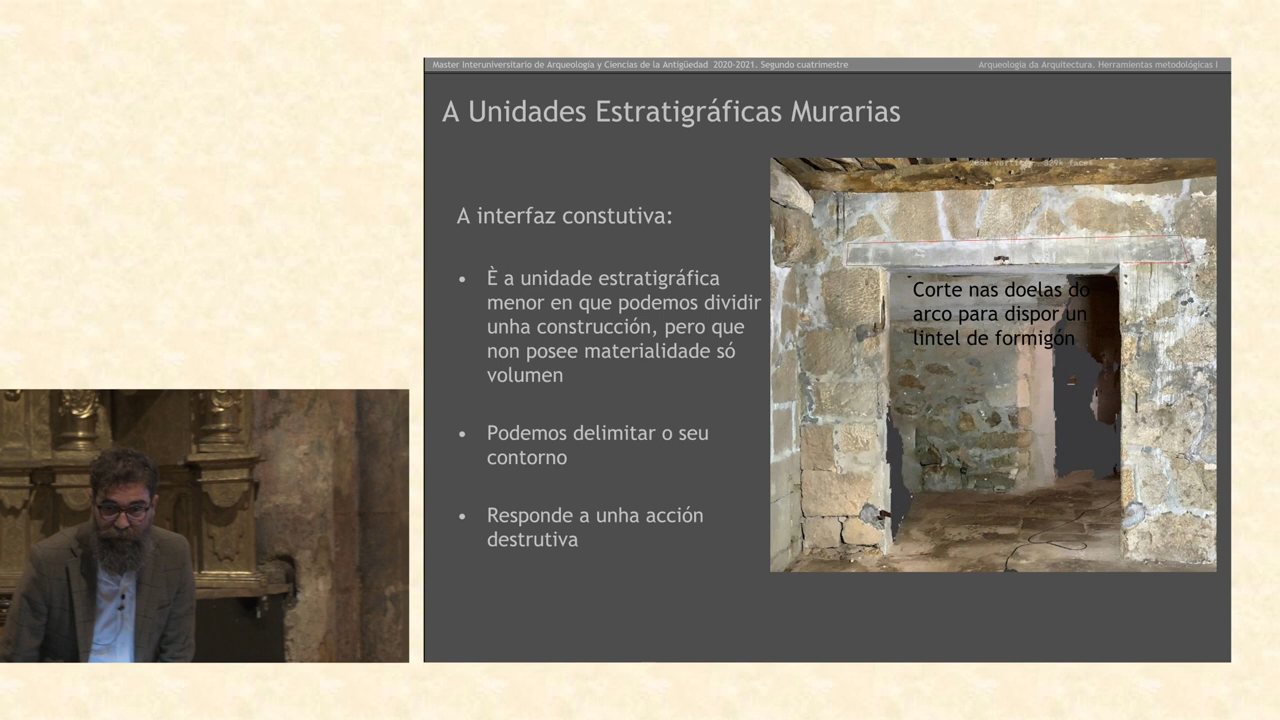 Master Interuniversitario de Arqueología y Ciencias de la Antigüedad 2020-2021. Segundo cuatrimestre
Arqueología da Arquitectura. Herramientas metodológicas I
A Unidades Estratigráficas Murarias
A interfaz constutiva:
• È a unidade estratigráfica
menor en que podemos dividir
unha construcción, pero que
non posee materialidade só
volumen
• Podemos delimitar o seu
contorno
• Responde a unha acción
destrutiva
Corte nas doelas do
arco para dispor un
lintel de formigón